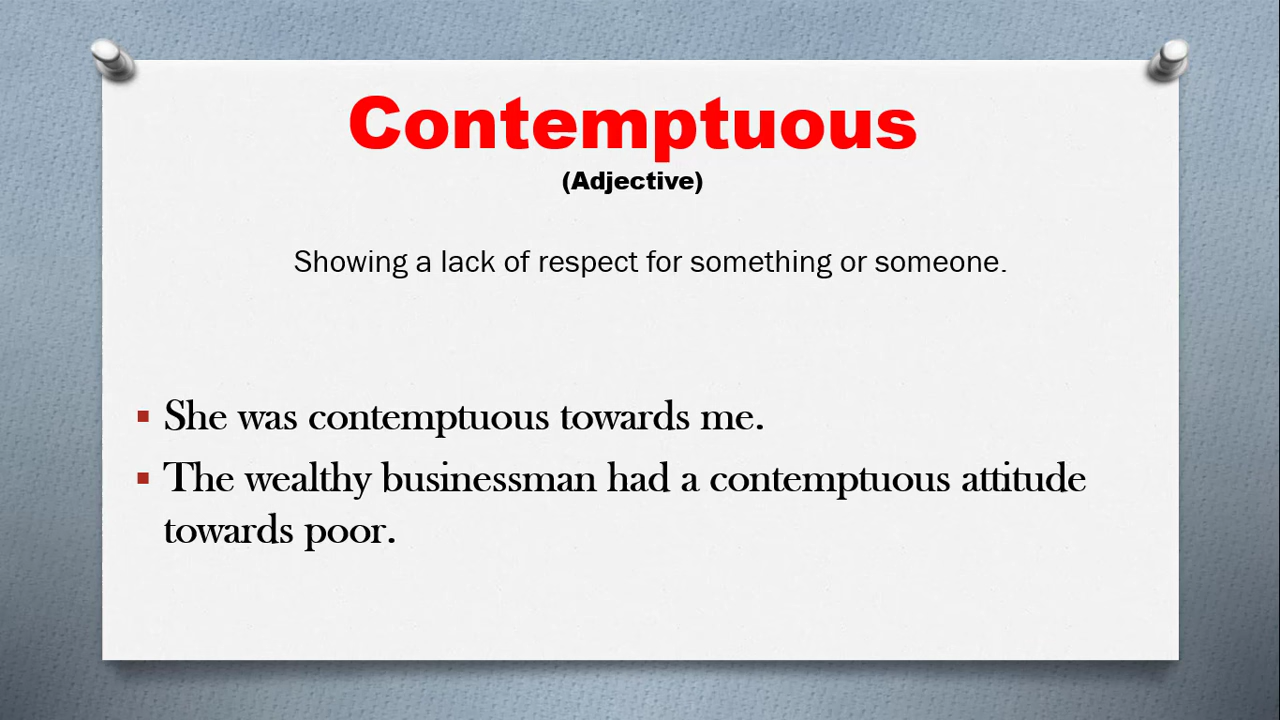 Contemptuous
(Adjective)
Showing a lack of respect for something or someone.
She was contemptuous towards me.
The wealthy businessman had a contemptuous attitude
towards poor.